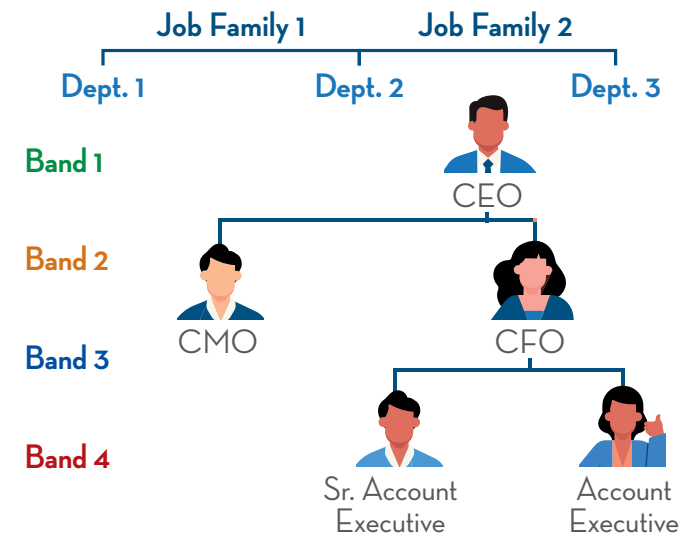 Job Family 1 Job Family 2
Dept. 1 Dept. 2 Dept. 3
Band 1
CEO
Band 2
CMO CFO
Band 3
Band 4
Sr. Account Account
Executive Executive